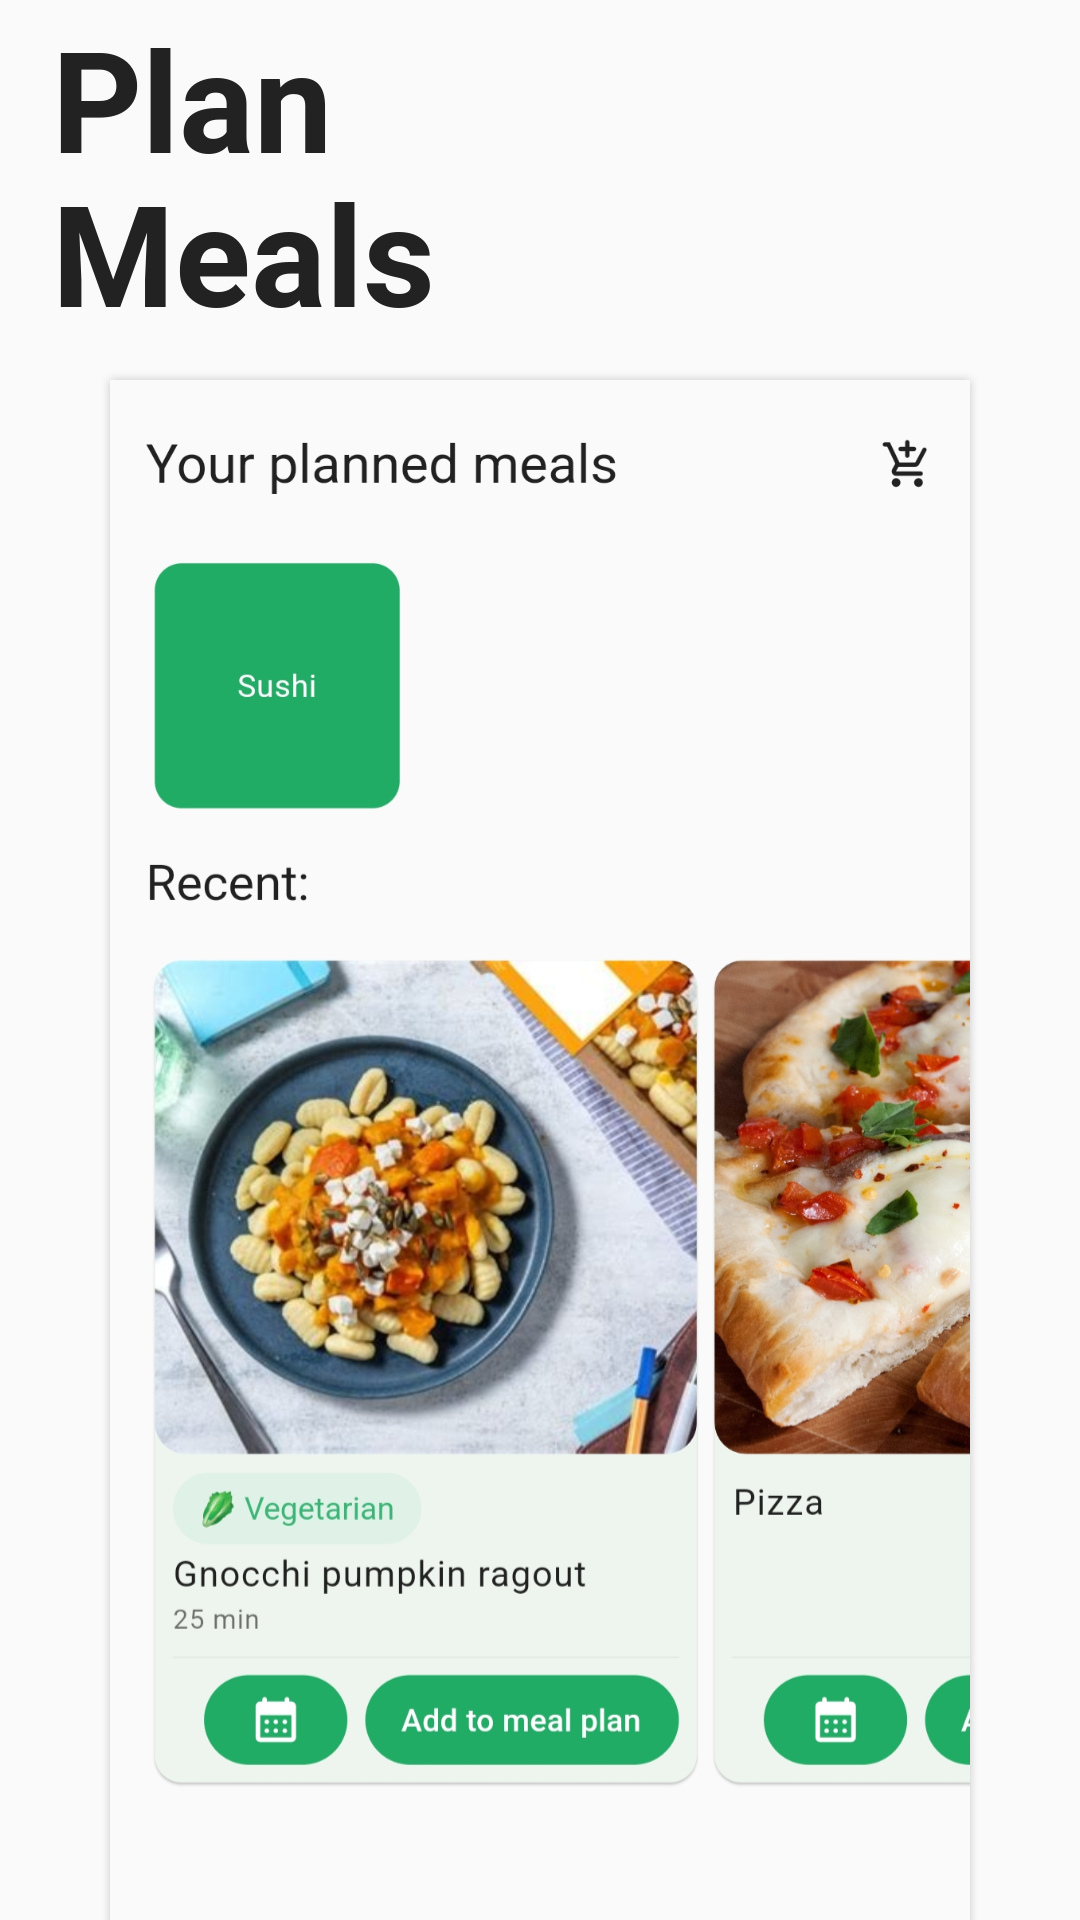 Plan
Meals
Your planned meals
Sushi
Recent:
Vegetarian
Gnocchi pumpkin ragout
25 min
Add to meal plan
Pizza